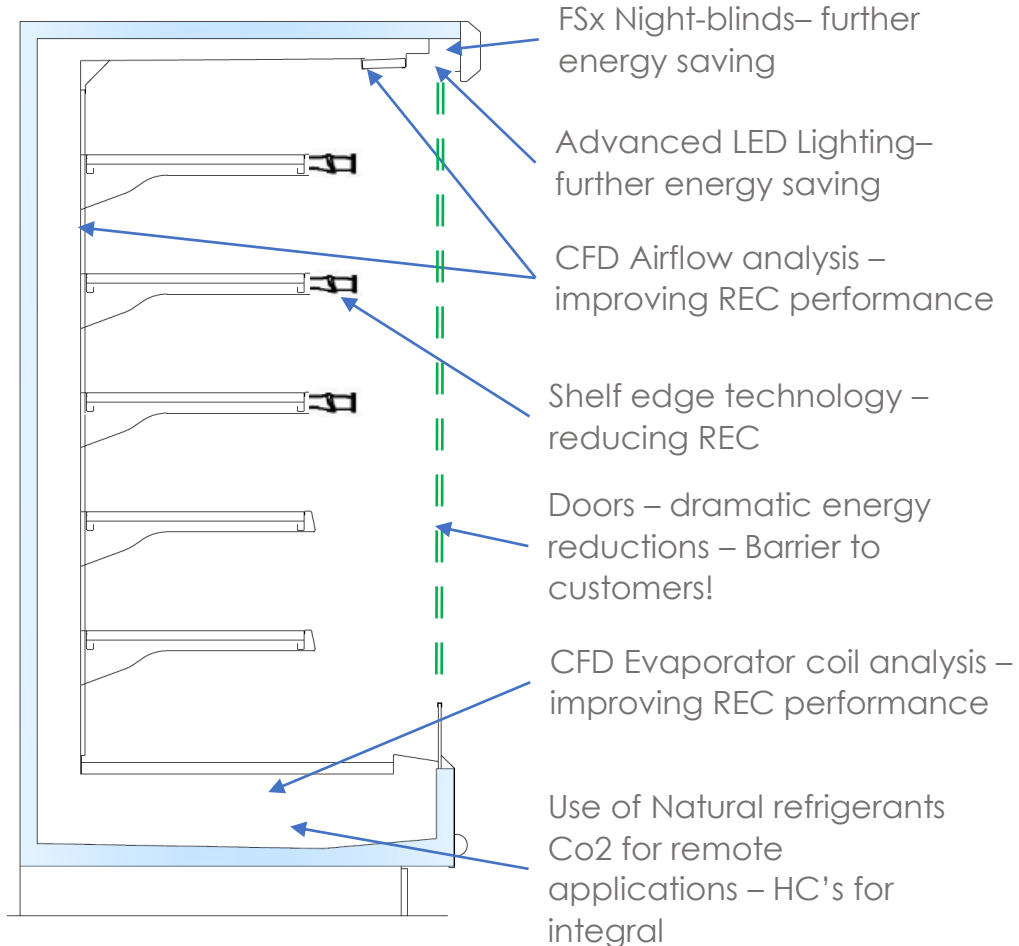 FSx Night-blinds– further
energy saving
Advanced LED Lighting–
further energy saving
CFD Airflow analysis –
improving REC performance
Shelf edge technology –
reducing REC
Doors – dramatic energy
reductions – Barrier to
customers!
CFD Evaporator coil analysis –
improving REC performance
Use of Natural refrigerants
Co2 for remote
applications – HC's for
integral